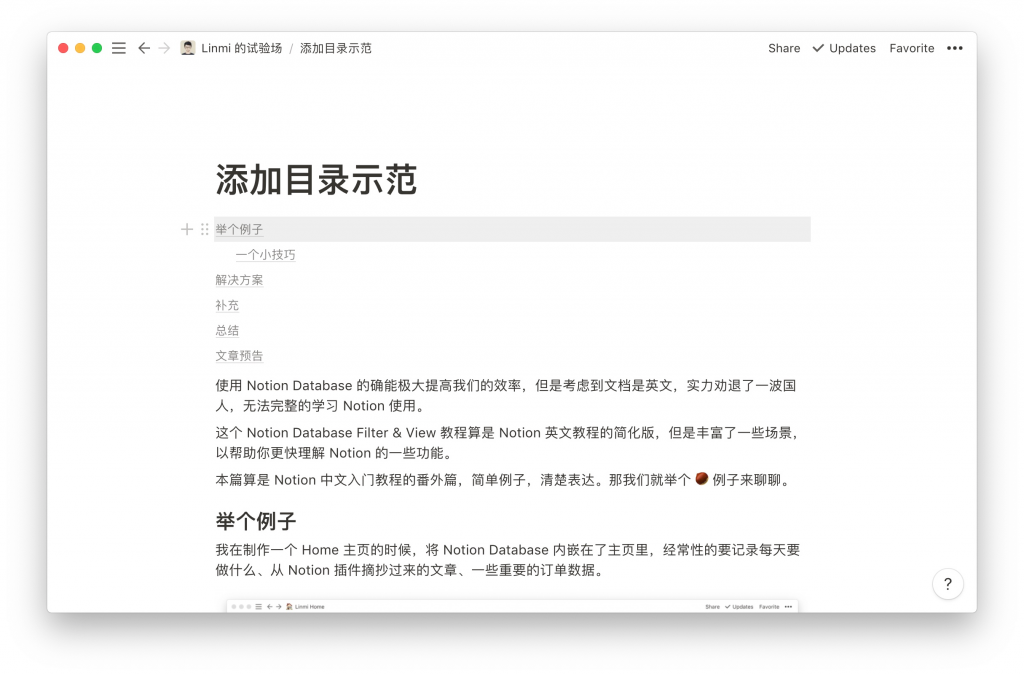 Linmi 的试验场 / 添加目录示范
Share Updates Favorite
添加目录示范
举个例子
一个小技巧
解决方案
补充
总结
文章预告
使用 Notion Database 的确能极大提高我们的效率，但是考虑到文档是英文，实力劝退了一波国
人，无法完整的学习 Notion 使用。
这个 Notion Database Filter & View 教程算是 Notion 英文教程的简化版，但是丰富了一些场景，
以帮助你更快理解 Notion 的一些功能。
本篇算是 Notion 中文入门教程的番外篇，简单例子，清楚表达。那我们就举个 🌰 例子来聊聊。
举个例子
我在制作一个 Home 主页的时候，将 Notion Database 内嵌在了主页里，经常性的要记录每天要
做什么、从 Notion 插件摘抄过来的文章、一些重要的订单数据。
Linmi Home
Share Updates Favorite
?